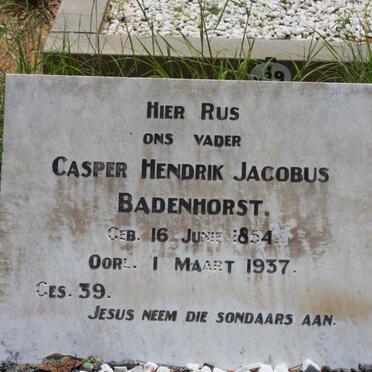 39
HIER RUS
ONS VADER
CASPER HENDRIK JACOBUS
BADENHORST.
GEB. 16 JUNIE 1854.
OORL. 1 MAART 1937.
GES. 39.
JESUS NEEM DIE SONDAARS AAN.